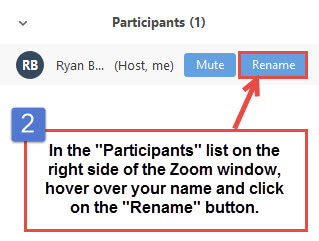 Participants (1)
RB Ryan B... (Host, me) Mute Rename
2
In the "Participants" list on the
right side of the Zoom window,
hover over your name and click
on the "Rename" button.